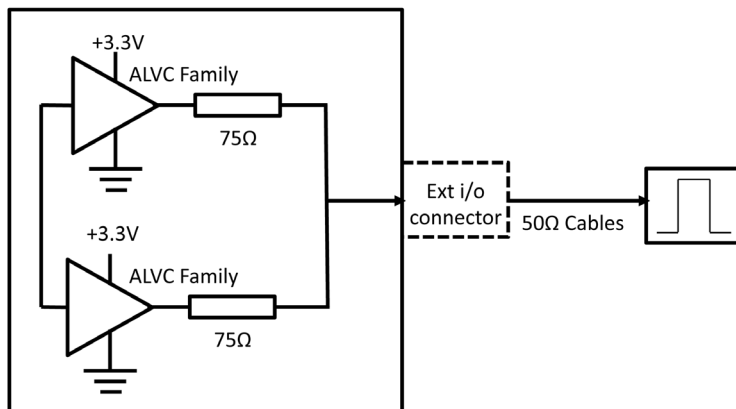 +3.3V
ALVC Family
75Ω
+3.3V
ALVC Family
75Ω
Ext i/o
connector
50Ω Cables